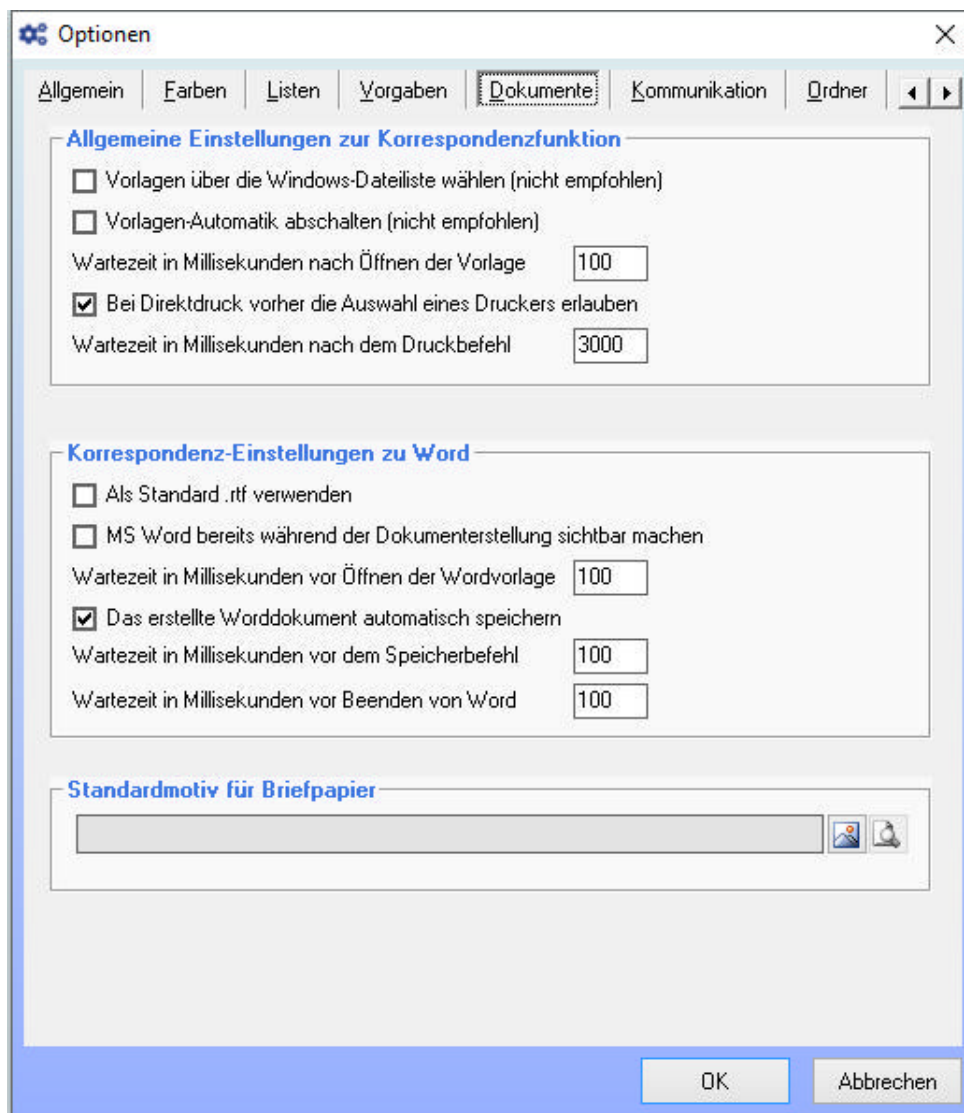 Optionen
Allgemein Farben Listen Vorgaben Dokumente Kommunikation Ordner
Allgemeine Einstellungen zur Korrespondenzfunktion
Vorlagen über die Windows-Dateiliste wählen (nicht empfohlen)
Vorlagen-Automatik abschalten (nicht empfohlen)
Wartezeit in Millisekunden nach Öffnen der Vorlage 100
Bei Direktdruck vorher die Auswahl eines Druckers erlauben
Wartezeit in Millisekunden nach dem Druckbefehl 3000
Korrespondenz-Einstellungen zu Word
Als Standard .rtf verwenden
MS Word bereits während der Dokumenterstellung sichtbar machen
Wartezeit in Millisekunden vor Öffnen der Wordvorlage 100
Das erstellte Worddokument automatisch speichern
Wartezeit in Millisekunden vor dem Speicherbefehl 100
Wartezeit in Millisekunden vor Beenden von Word 100
Standardmotiv für Briefpapier
OK Abbrechen